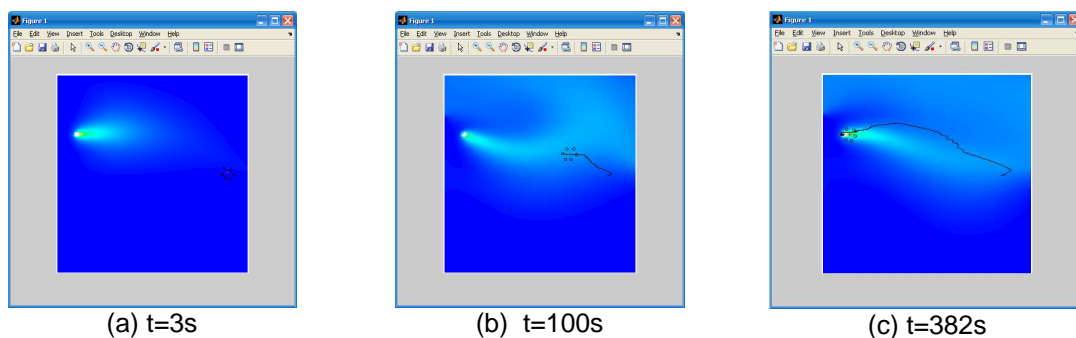 Figure 1
File Edit View Insert Tools Desktop Window Help
Figure 1
File Edit View Insert Tools Desktop Window Help
Figure 1
File Edit View Insert Tools Desktop Window Help
(a) t=3s
(b) t=100s
(c) t=382s